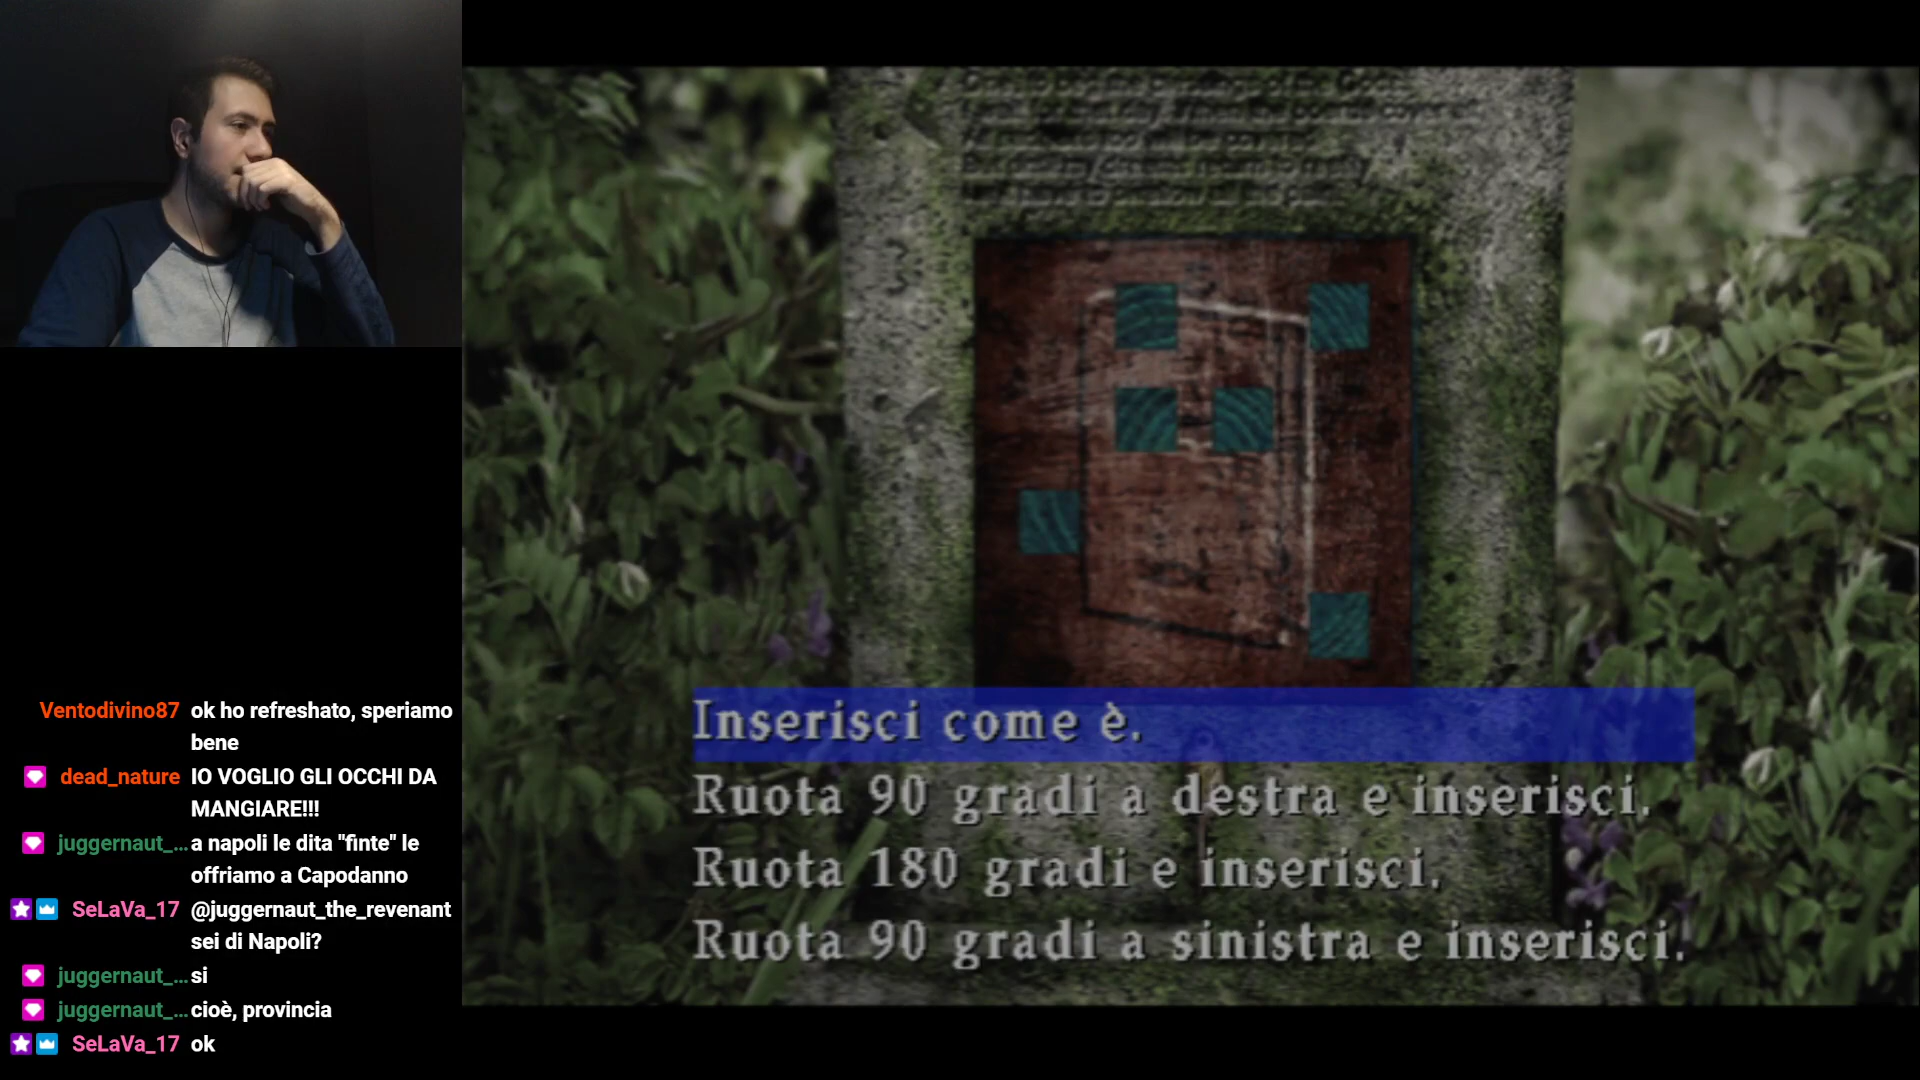 Ventodivino87 ok ho refreshato, speriamo
bene
dead_nature IO VOGLIO GLI OCCHI DA
MANGIARE!!!
juggernaut_... a napoli le dita "finte" le
offriamo a Capodanno
SeLaVa_17 @juggernaut_the_revenant
sei di Napoli?
juggernaut_... si
juggernaut_... cioè, provincia
SeLaVa_17 ok
Inserisci come è.
Ruota 90 gradi a destra e inserisci.
Ruota 180 gradi e inserisci.
Ruota 90 gradi a sinistra e inserisci.